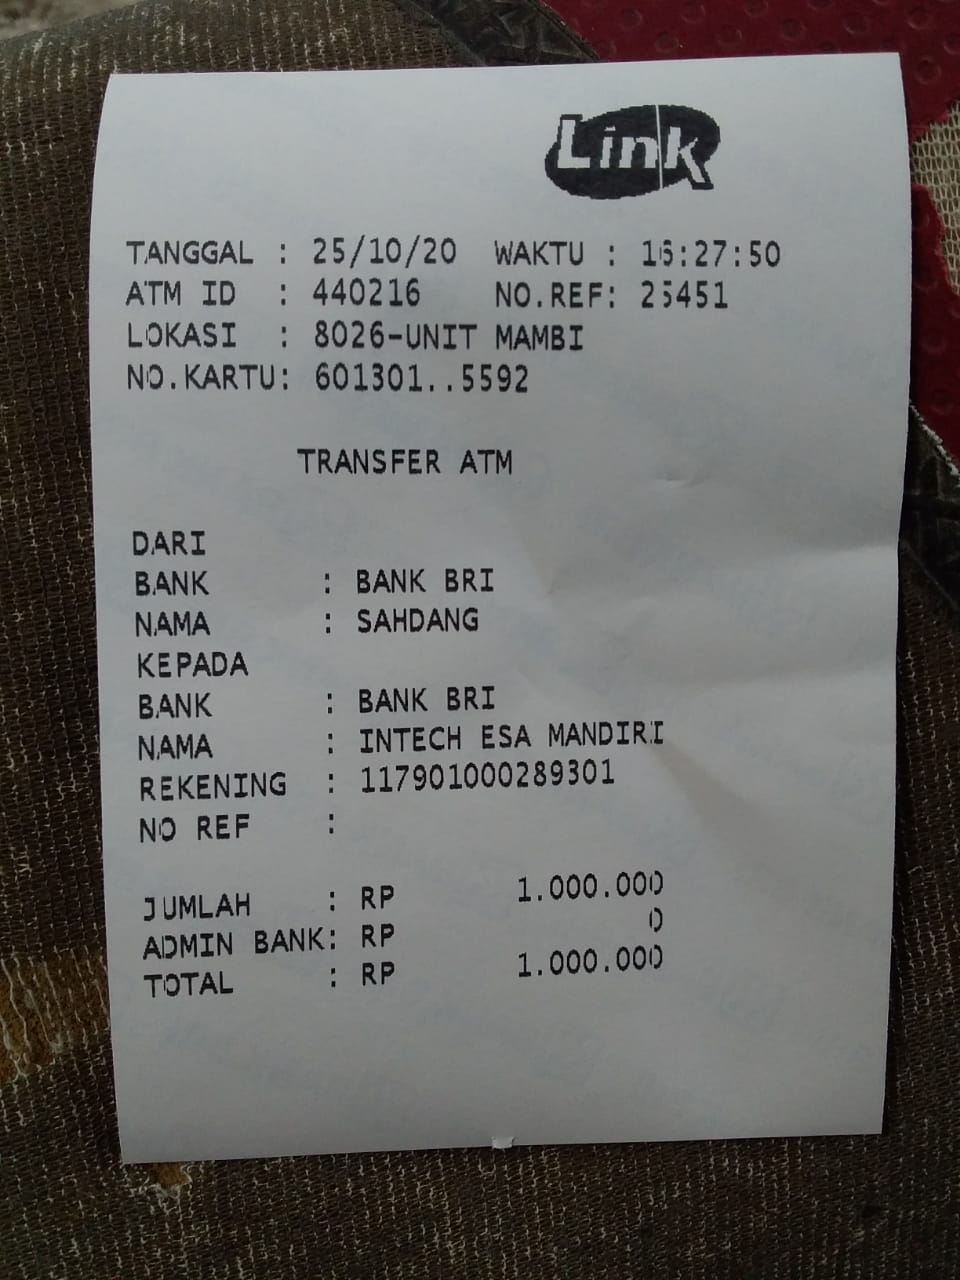 Link
TANGGAL : 25/10/20 WAKTU : 16:27:50
ATM ID : 440216 NO.REF: 25451
LOKASI : 8026-UNIT MAMBI
NO.KARTU: 601301..5592
TRANSFER ATM
DARI
BANK : BANK BRI
NAMA : SAHDANG
KEPADA
BANK : BANK BRI
NAMA : INTECH ESA MANDIRI
REKENING : 117901000289301
NO REF :
JUMLAH : RP 1.000.000
ADMIN BANK: RP 0
TOTAL : RP 1.000.000